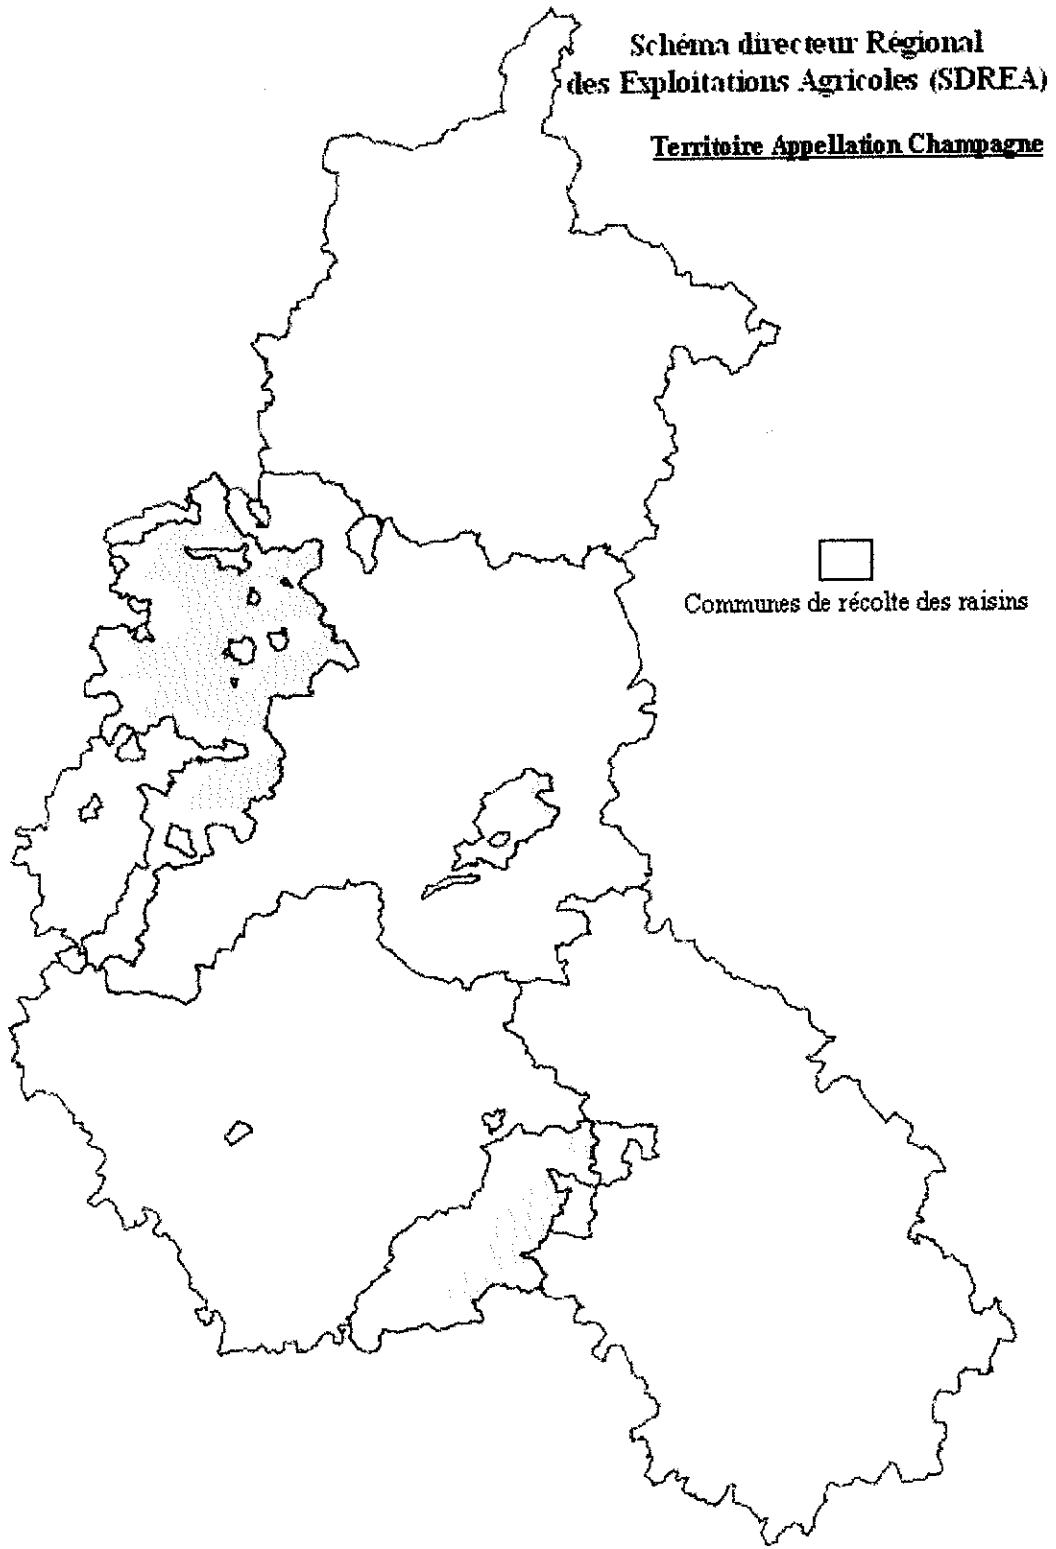 Schéma directeur Régional
des Exploitations Agricoles (SDREA)
Territoire Appellation Champagne
Communes de récolte des raisins